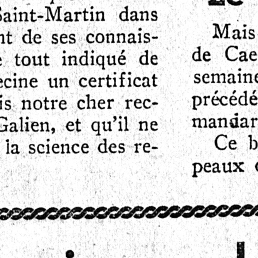 Saint-Martin dans
nt de ses connais-
e tout indiqué de
ecine un certificat
is notre cher rec-
Galien, et qu'il ne
la science des re-
Mais
de Cae
semaine
précédé
mandar
Ce b
peaux